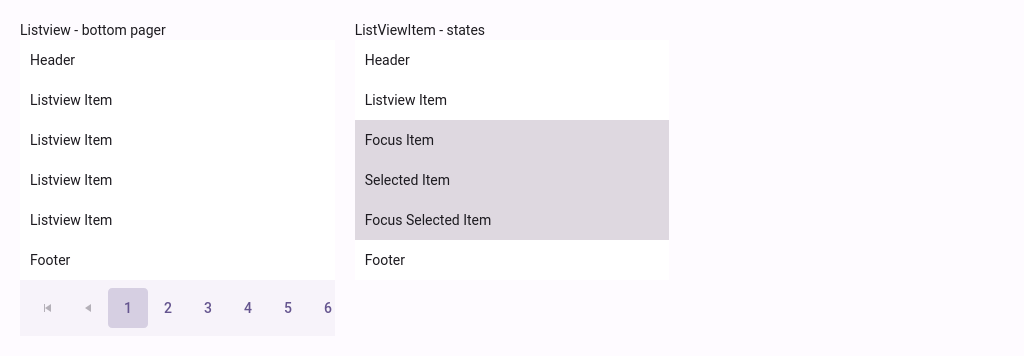 Listview - bottom pager
Header
Listview Item
Listview Item
Listview Item
Listview Item
Footer
1 2 3 4 5 6
ListViewItem - states
Header
Listview Item
Focus Item
Selected Item
Focus Selected Item
Footer